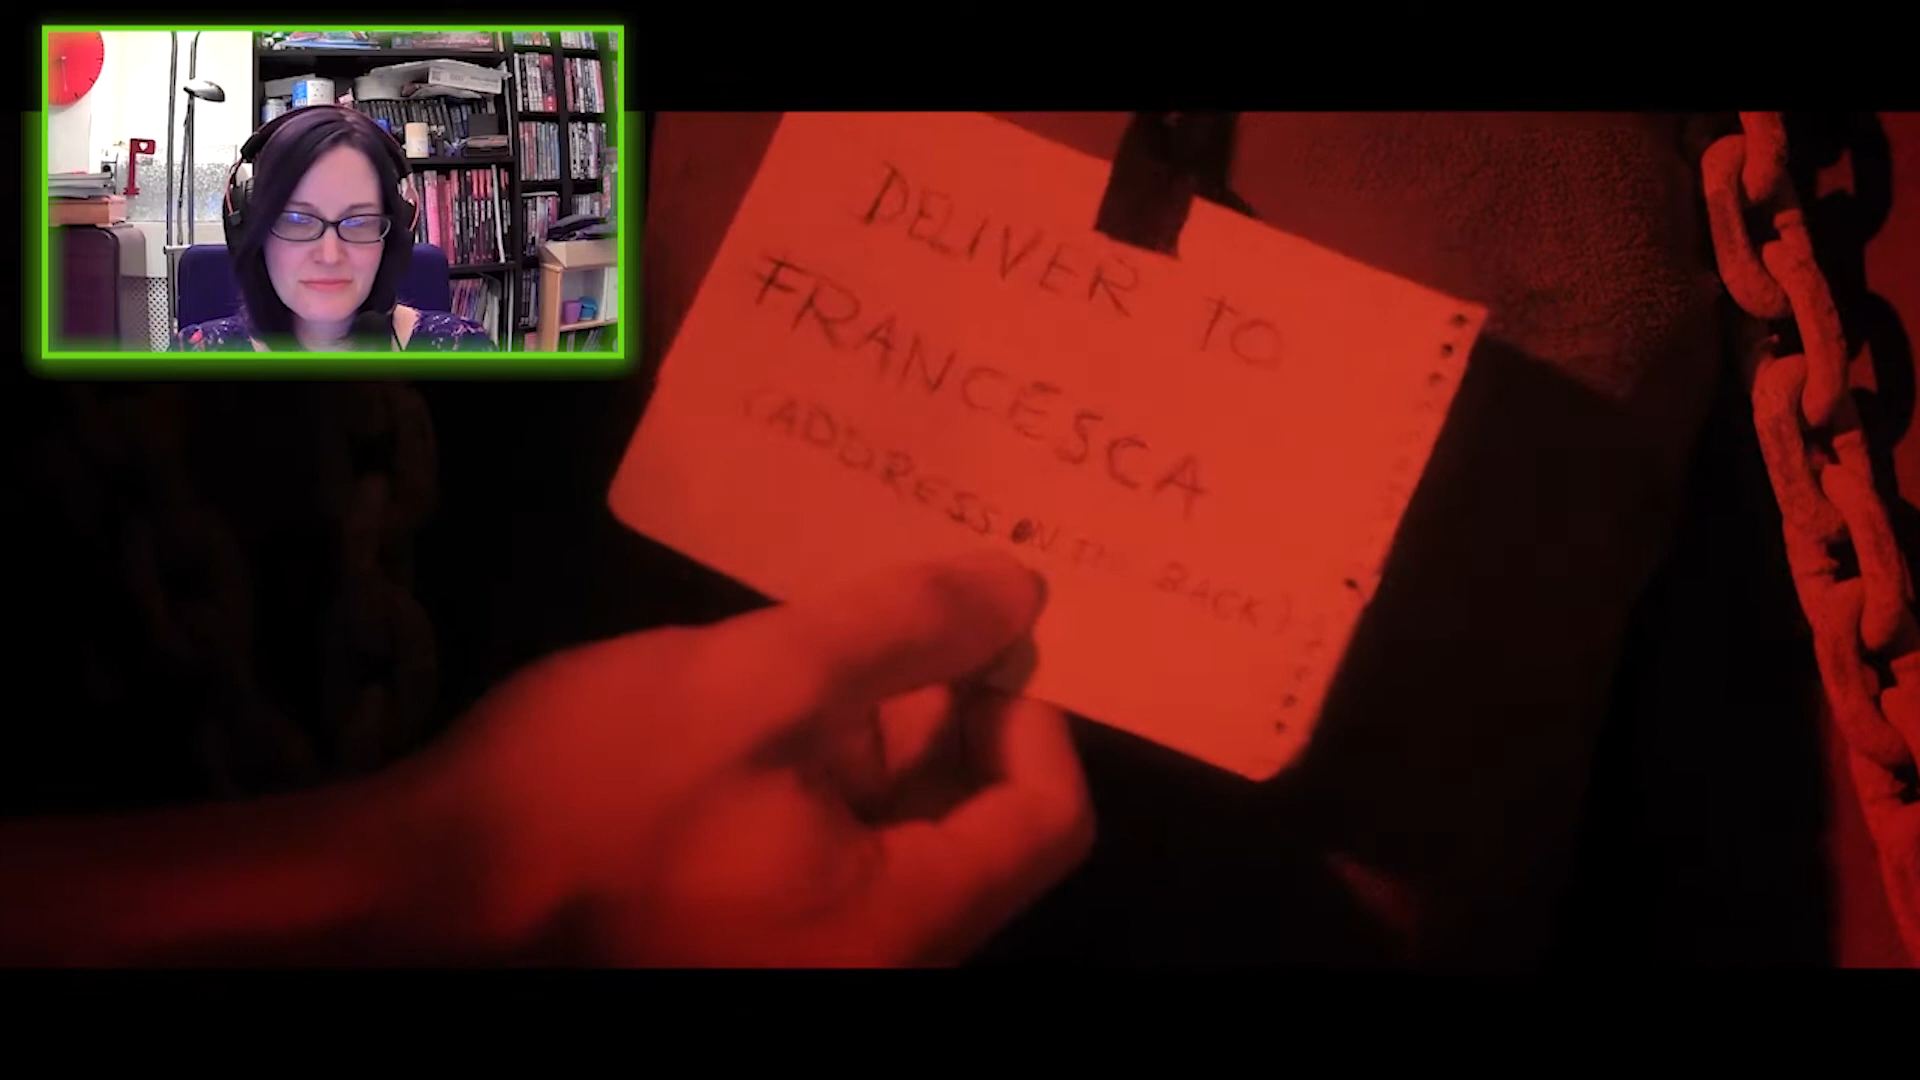 DELIVER TO
FRANCESCA
(ADDRESS ON THE BACK)